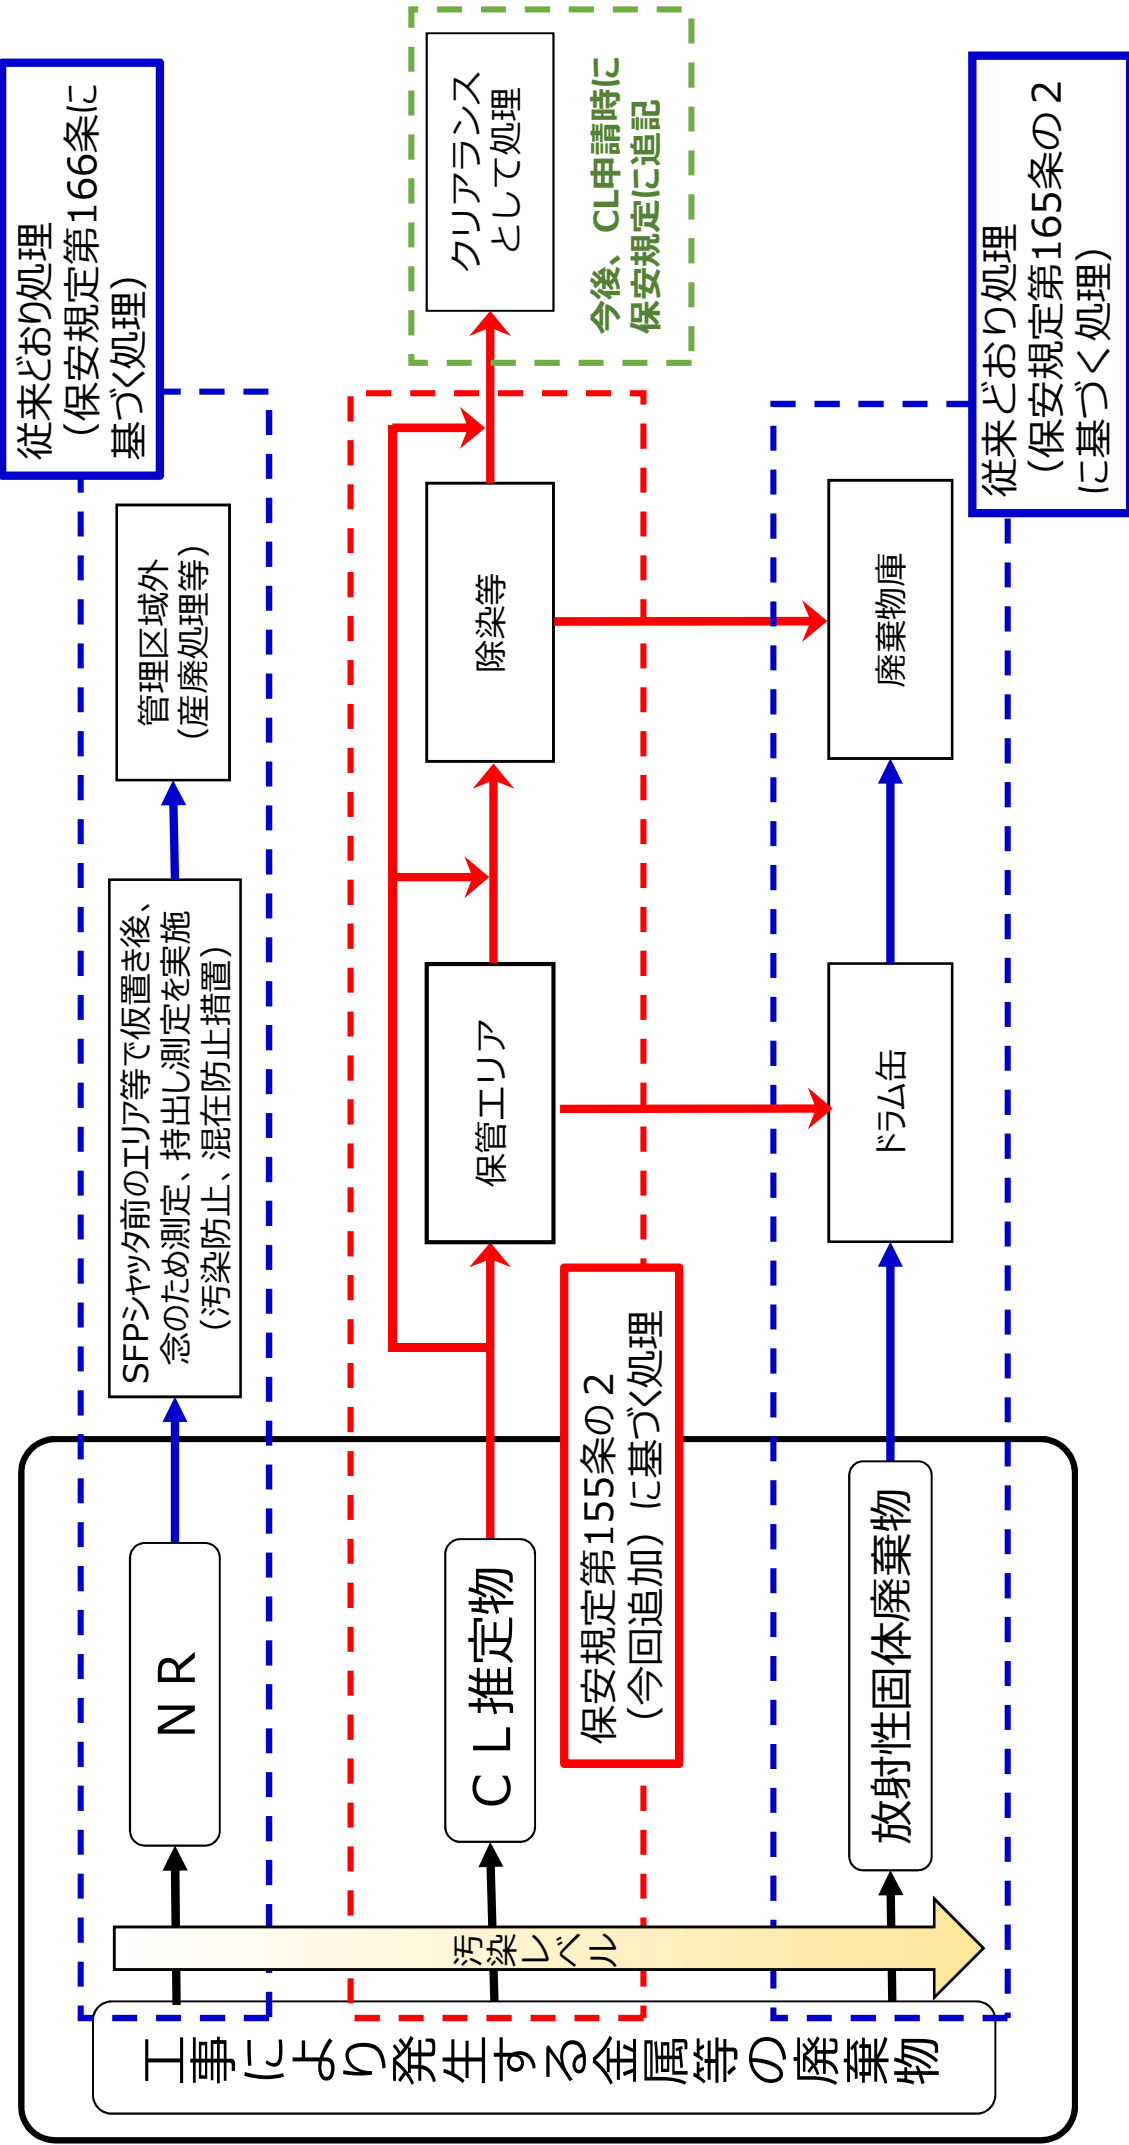 工事により発生する金属等の廃棄物
汚染レベル
ＮＲ
SFPシャッタ前のエリア等で仮置き後、
念のため測定、持出し測定を実施
（汚染防止、混在防止措置）
管理区域外
（産廃処理等）
従来どおり処理
（保安規定第166条に
基づく処理）
ＣＬ推定物
保管エリア
除染等
クリアランス
として処理
今後、CL申請時に
保安規定に追記
保安規定第155条の２
（今回追加）に基づく処理
放射性固体廃棄物
ドラム缶
廃棄物庫
従来どおり処理
（保安規定第165条の２
に基づく処理）